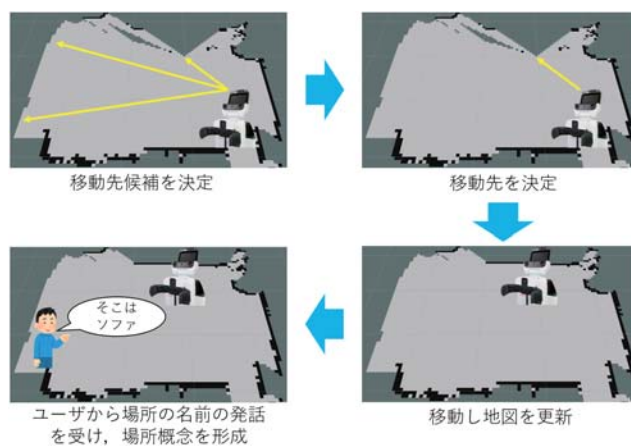 移動先候補を決定
移動先を決定
移動し地図を更新
そこは
ソファ
ユーザから場所の名前の発話
を受け，場所概念を形成